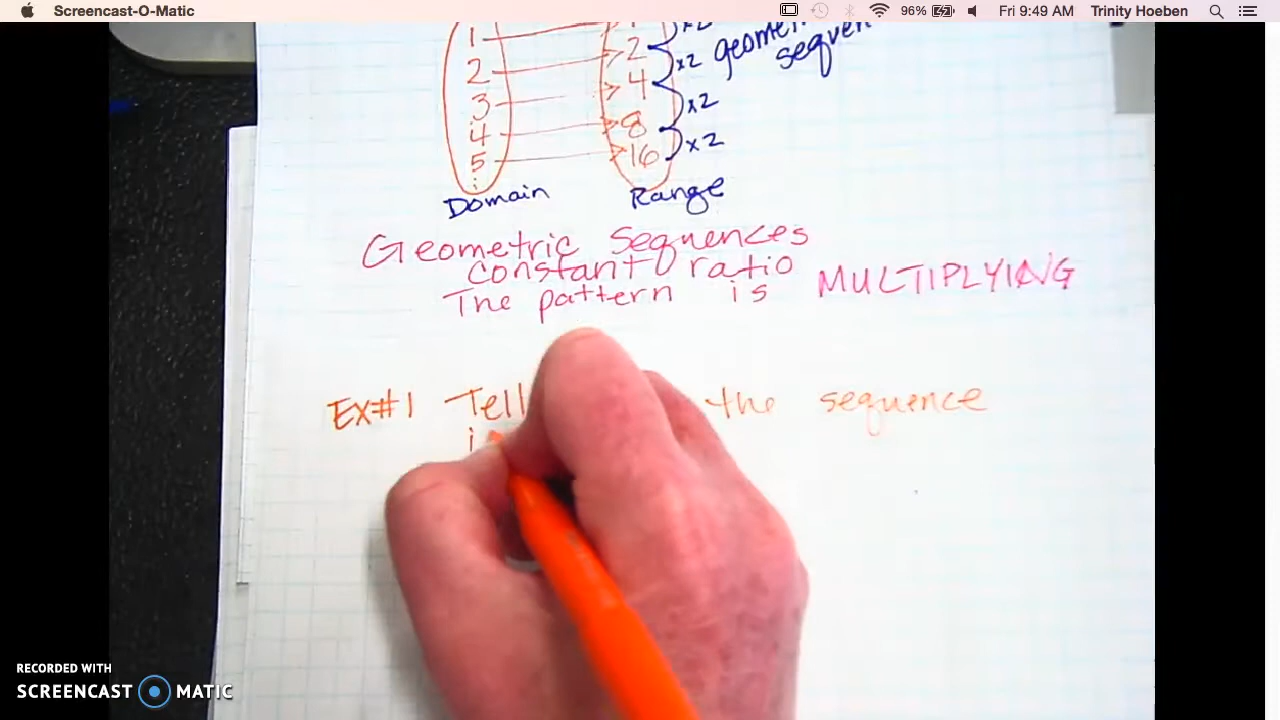 Screencast-O-Matic 96% Fri 9:49 AM Trinity Hoeben
1
2 2 x2
3 4 x2
4 8 x2
5 16
Domain Range
Geometric Sequences
constant ratio
The pattern is MULTIPLYING
Ex#1 Tell the sequence
RECORDED WITH
SCREENCAST MATIC